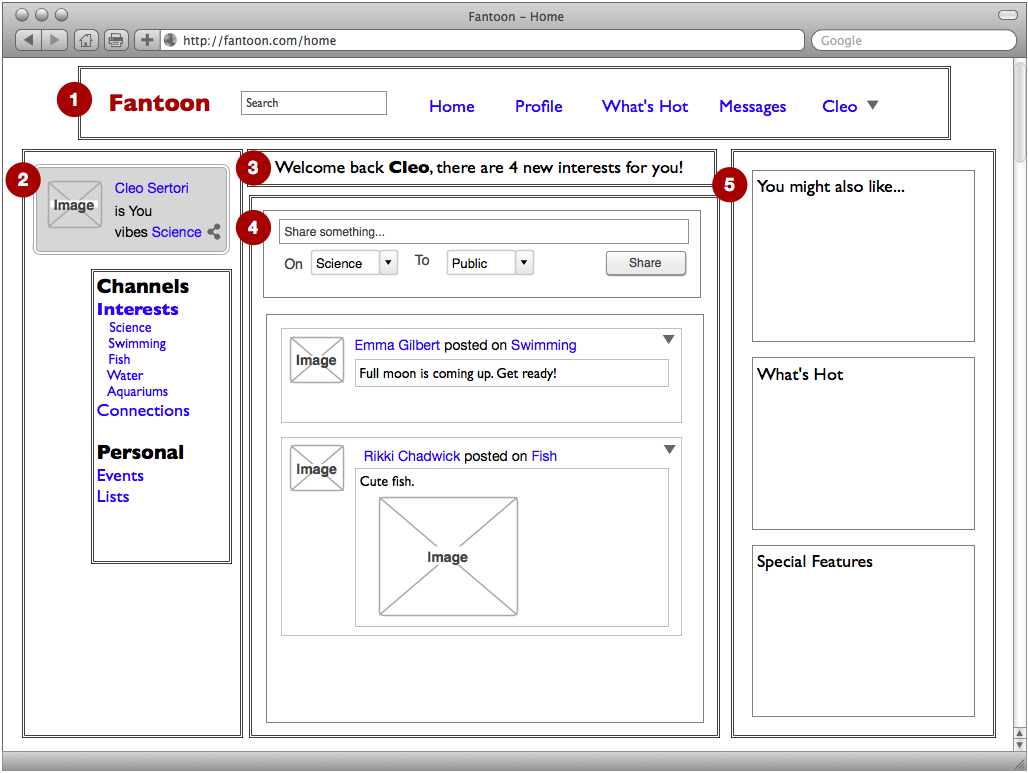 Fantoon – Home
http://fantoon.com/home
Google
1
Fantoon
Search
Home
Profile
What's Hot
Messages
Cleo
2
Image
Cleo Sertori
is You
vibes Science
Channels
Interests
Science
Swimming
Fish
Water
Aquariums
Connections
Personal
Events
Lists
3
Welcome back Cleo, there are 4 new interests for you!
4
Share something...
On Science To Public Share
Image
Emma Gilbert posted on Swimming
Full moon is coming up. Get ready!
Image
Rikki Chadwick posted on Fish
Cute fish.
Image
5
You might also like...
What's Hot
Special Features